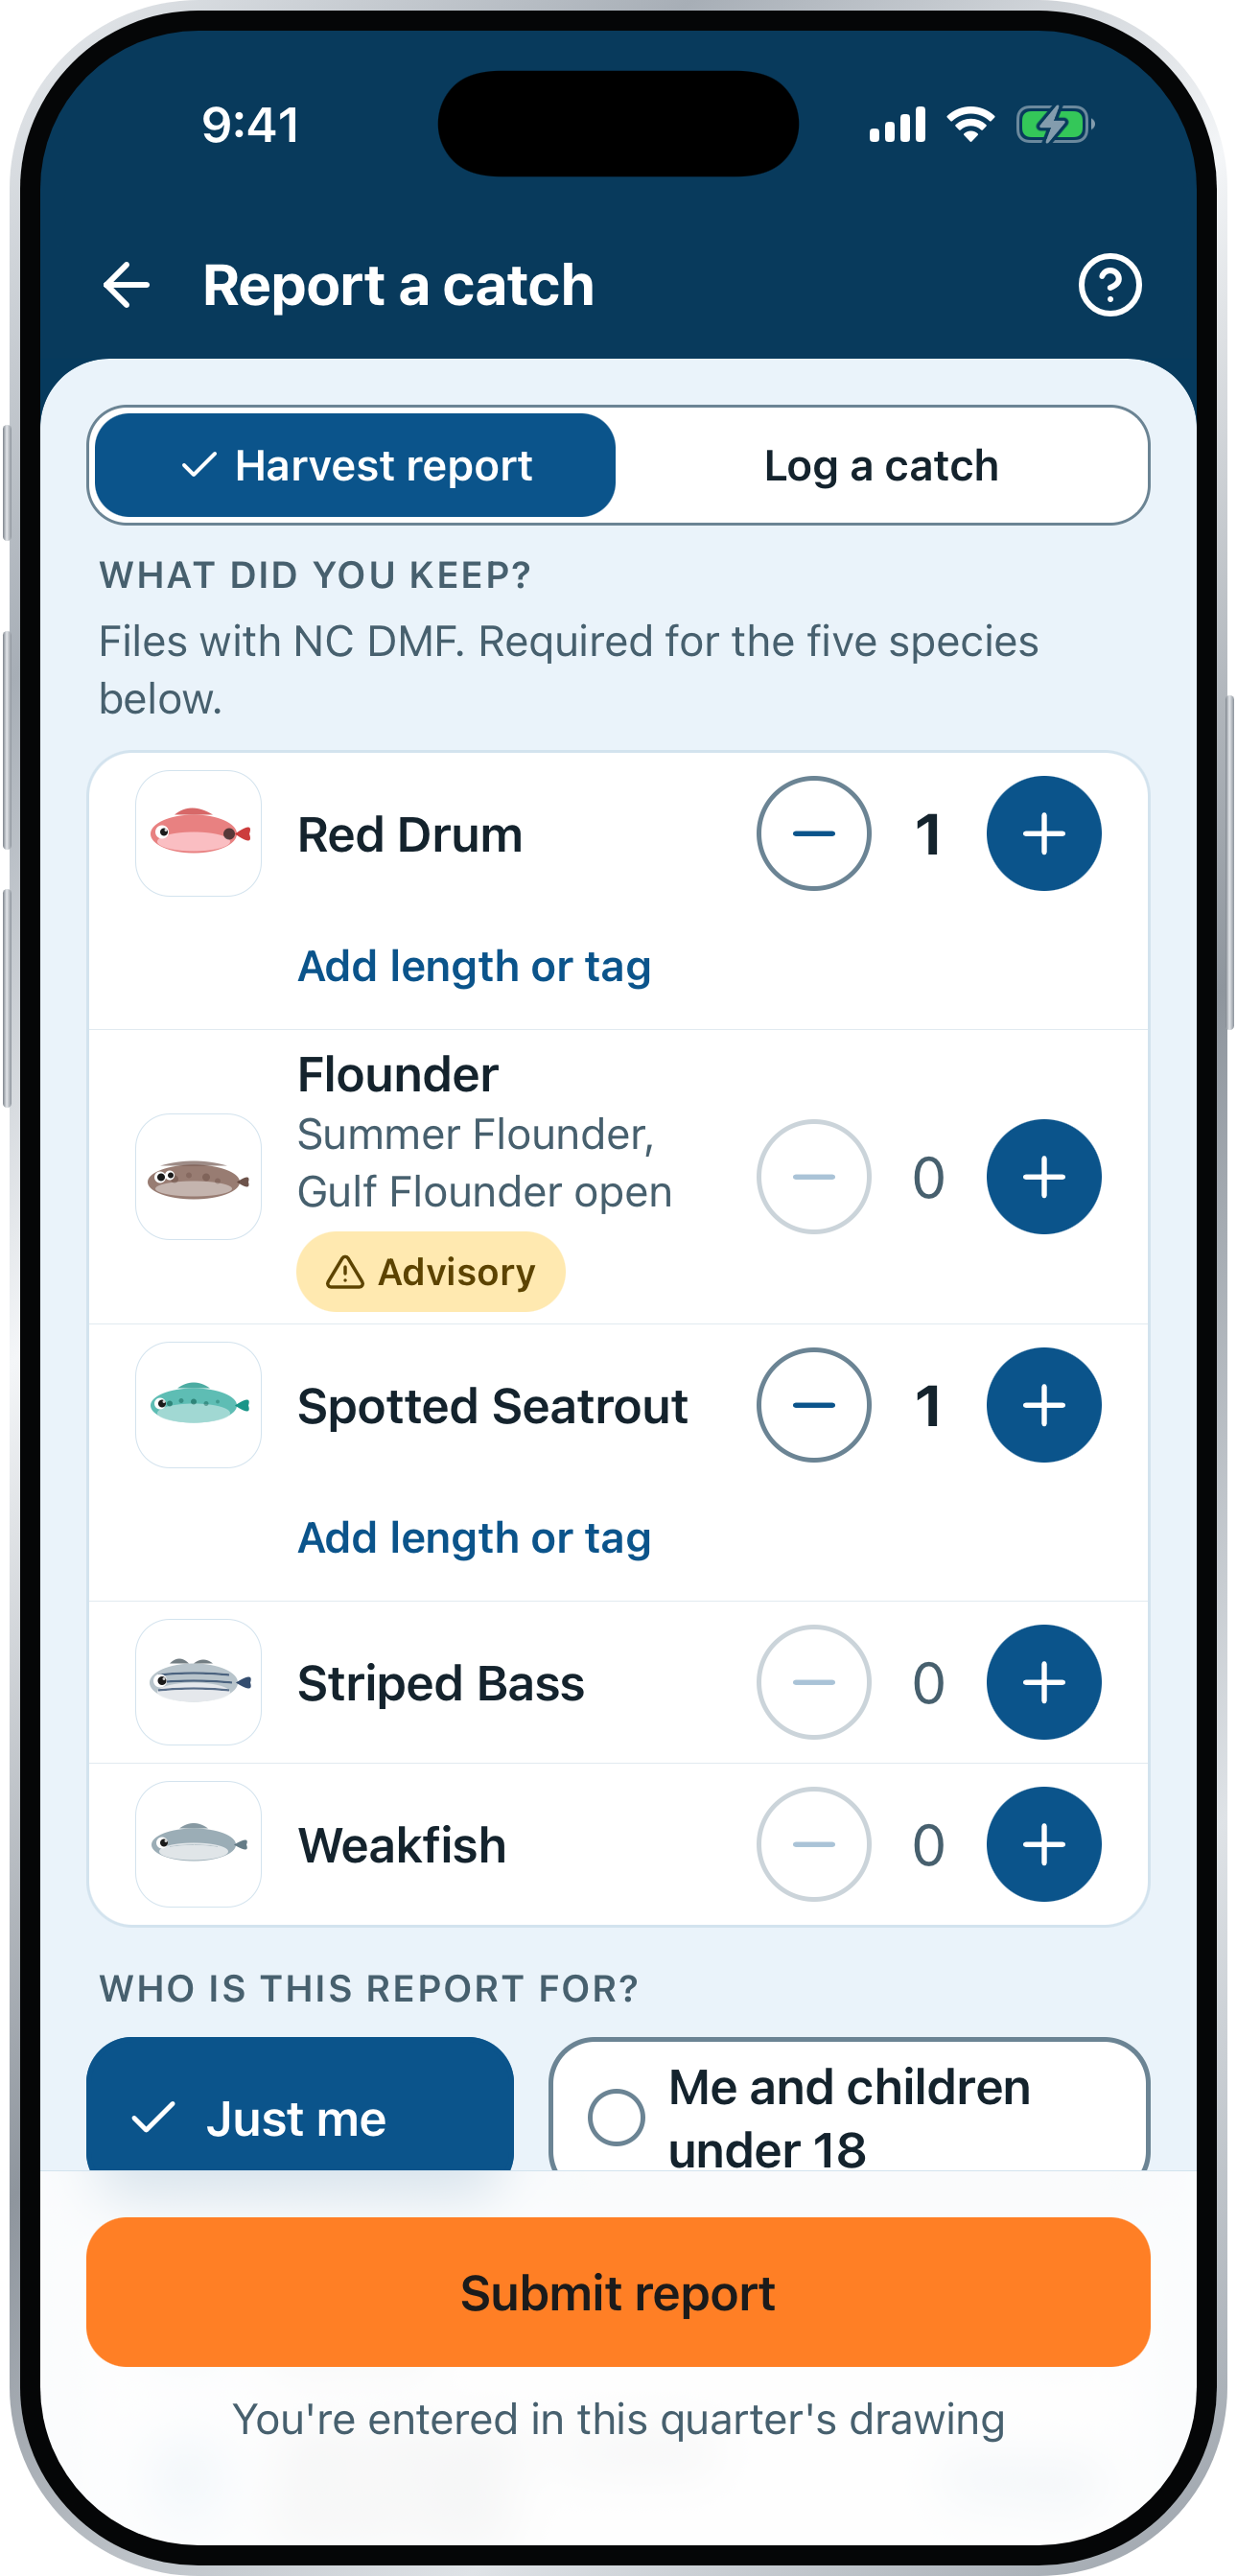 9:41
Report a catch
Harvest report
Log a catch
WHAT DID YOU KEEP?
Files with NC DMF. Required for the five species
below.
Red Drum
1
Add length or tag
Flounder
Summer Flounder,
Gulf Flounder open
Advisory
0
Spotted Seatrout
1
Add length or tag
Striped Bass
0
Weakfish
0
WHO IS THIS REPORT FOR?
Just me
Me and children
under 18
Submit report
You're entered in this quarter's drawing